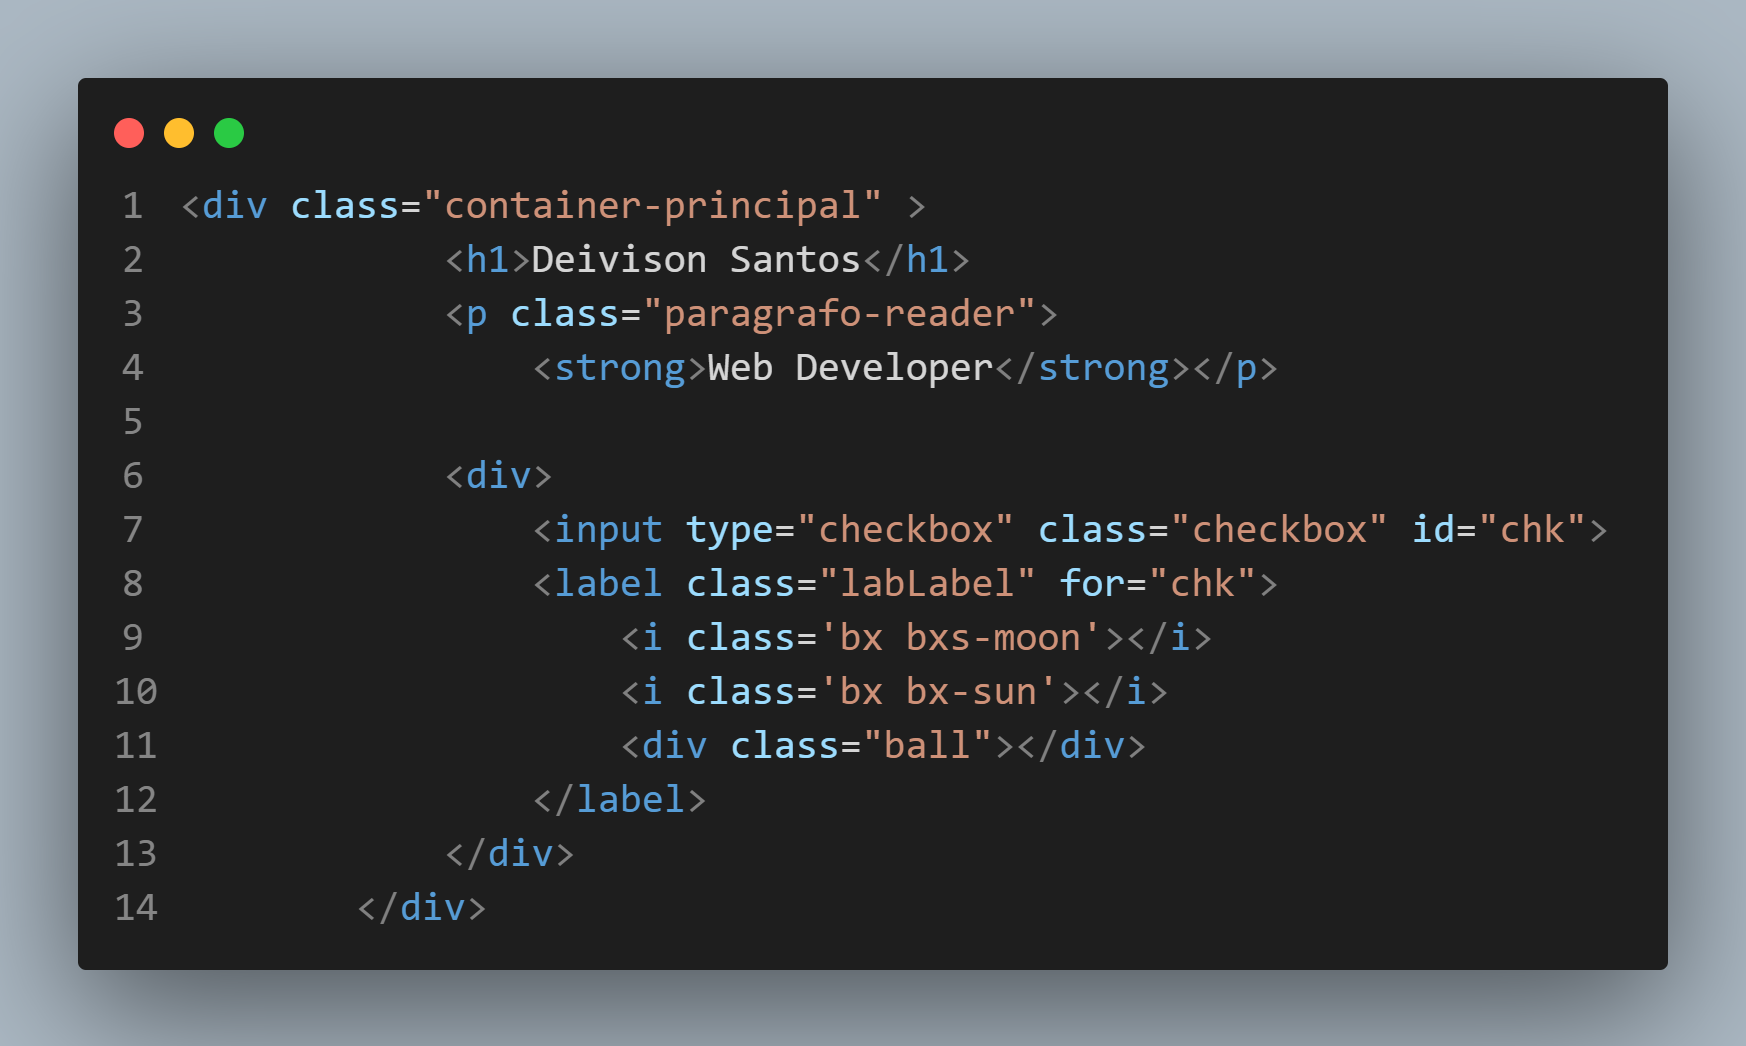 1 <div class="container-principal" >
2 <h1>Deivison Santos</h1>
3 <p class="paragrafo-reader">
4 <strong>Web Developer</strong></p>
5
6 <div>
7 <input type="checkbox" class="checkbox" id="chk">
8 <label class="labLabel" for="chk">
9 <i class='bx bxs-moon'></i>
10 <i class='bx bx-sun'></i>
11 <div class="ball"></div>
12 </label>
13 </div>
14 </div>